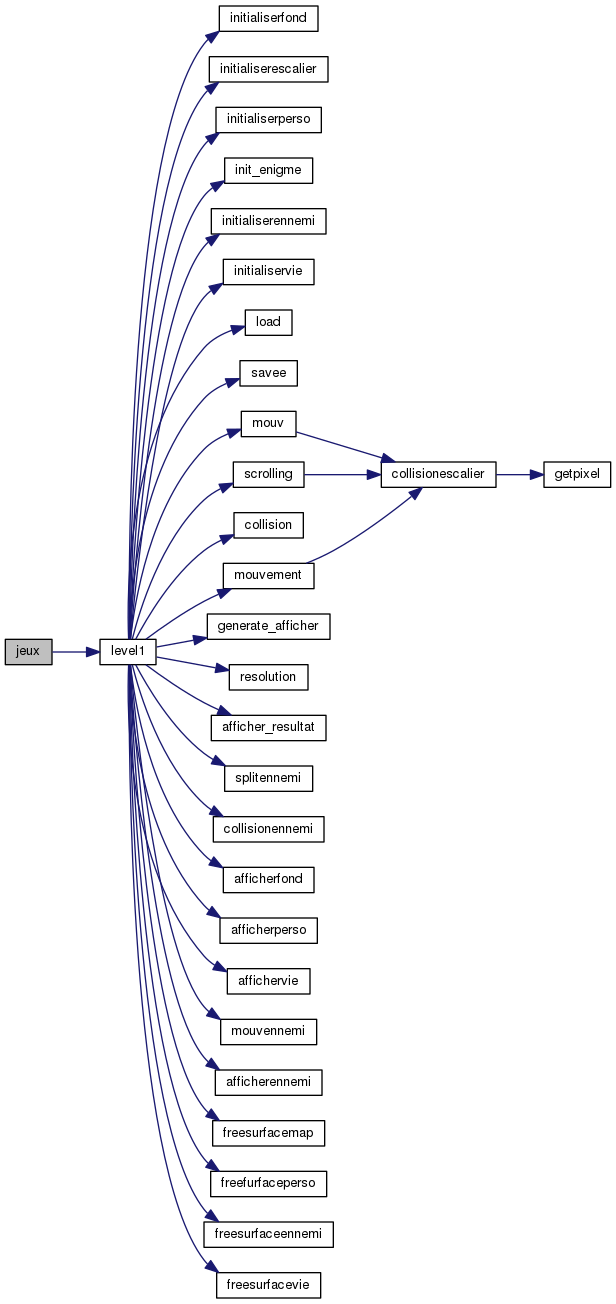 initialiserfond
initialiserescalier
initialiserperso
init_enigme
initialiserennemi
initialiservie
load
savee
mouv
scrolling
collisionescalier
getpixel
collision
mouvement
generate_afficher
jeux
level1
resolution
afficher_resultat
splitennemi
collisionennemi
afficherfond
afficherperso
affichervie
mouvennemi
afficherennemi
freesurfacemap
freefurfaceperso
freesurfaceennemi
freesurfacevie